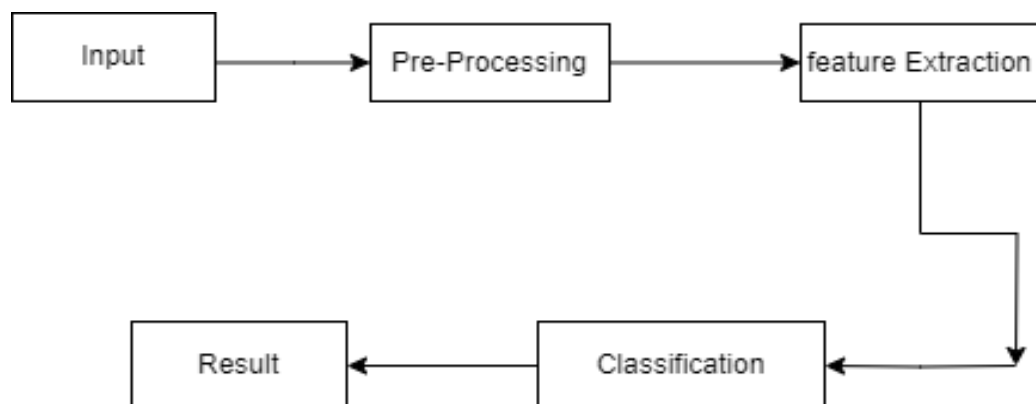 Input
Pre-Processing
feature Extraction
Classification
Result